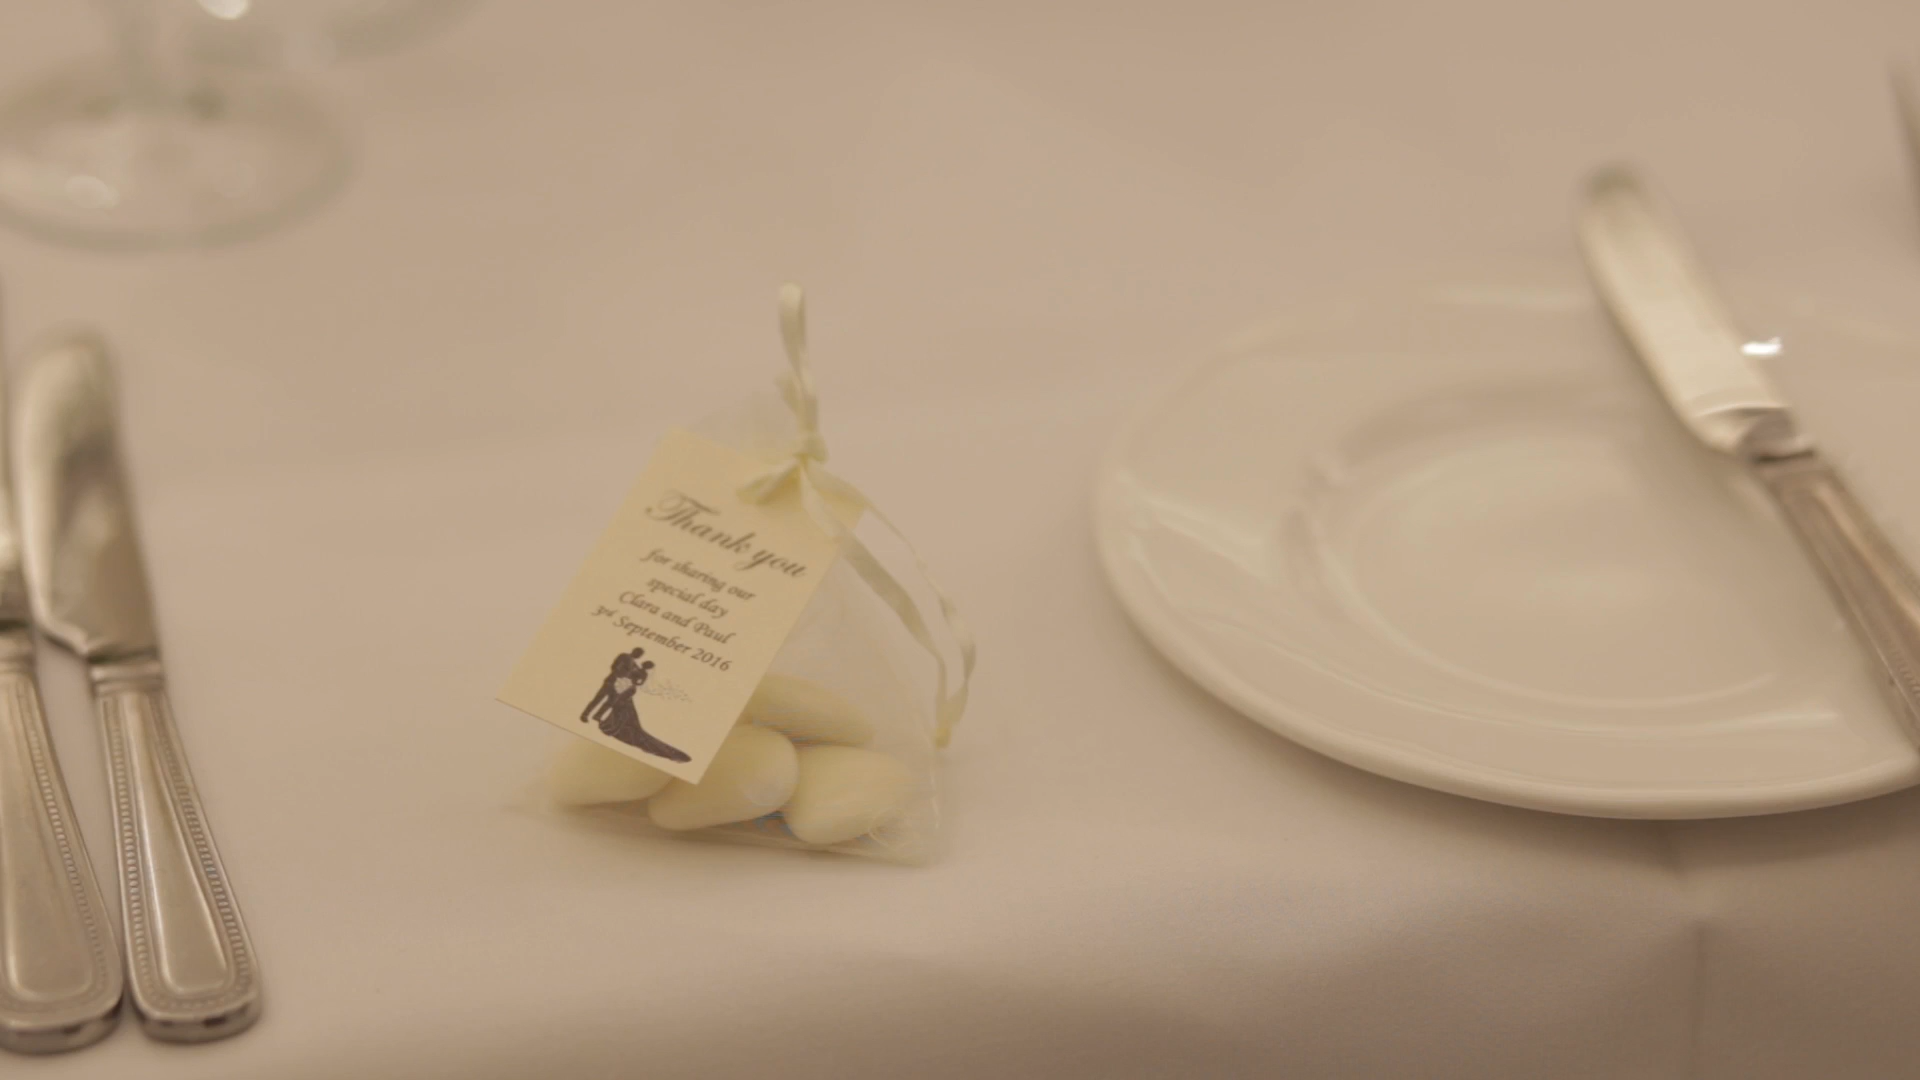 Thank you
for sharing our
special day
Clara and Paul
3rd September 2016